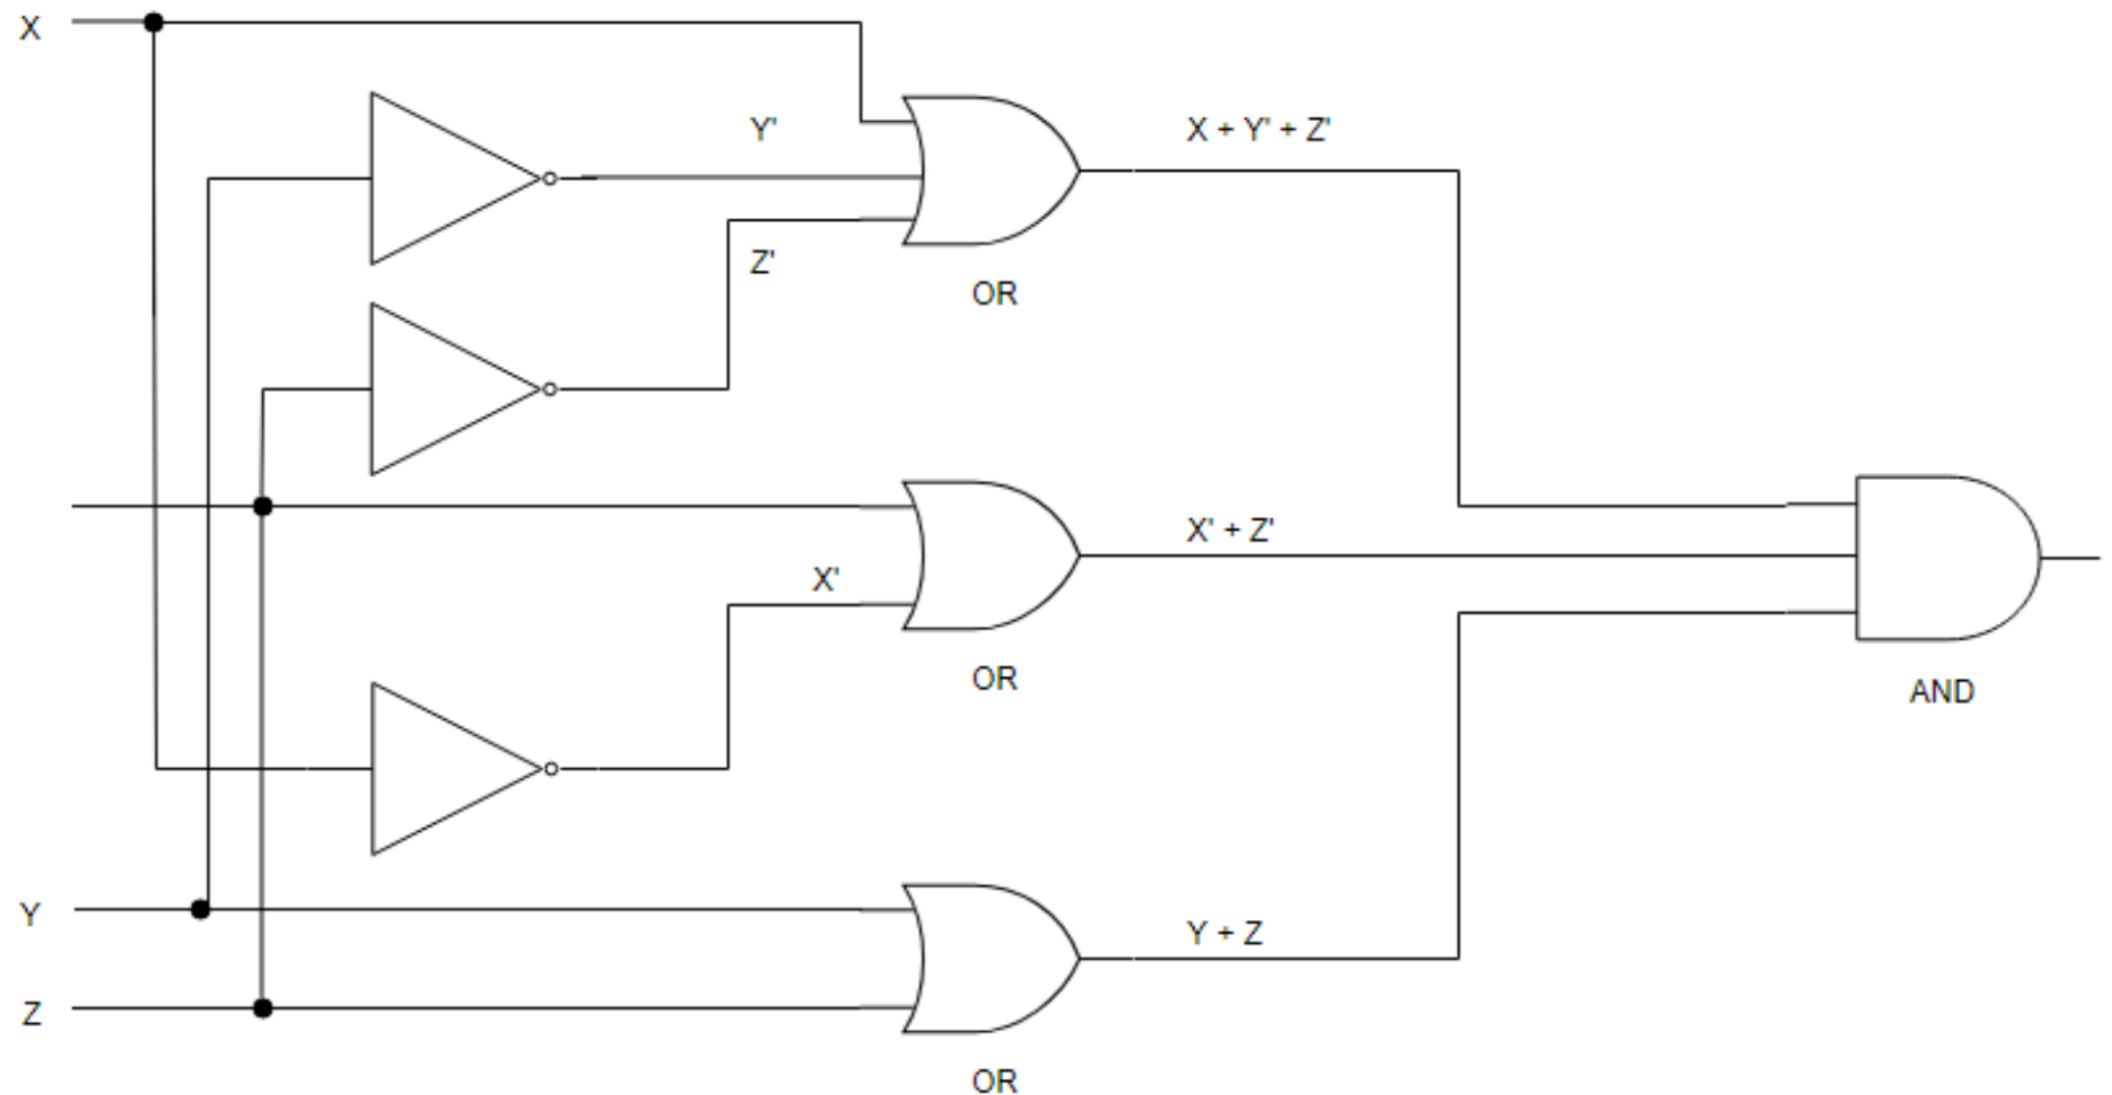 X
Y'
X + Y' + Z'
Z'
OR
X' + Z'
X'
OR
AND
Y
Y + Z
Z
OR